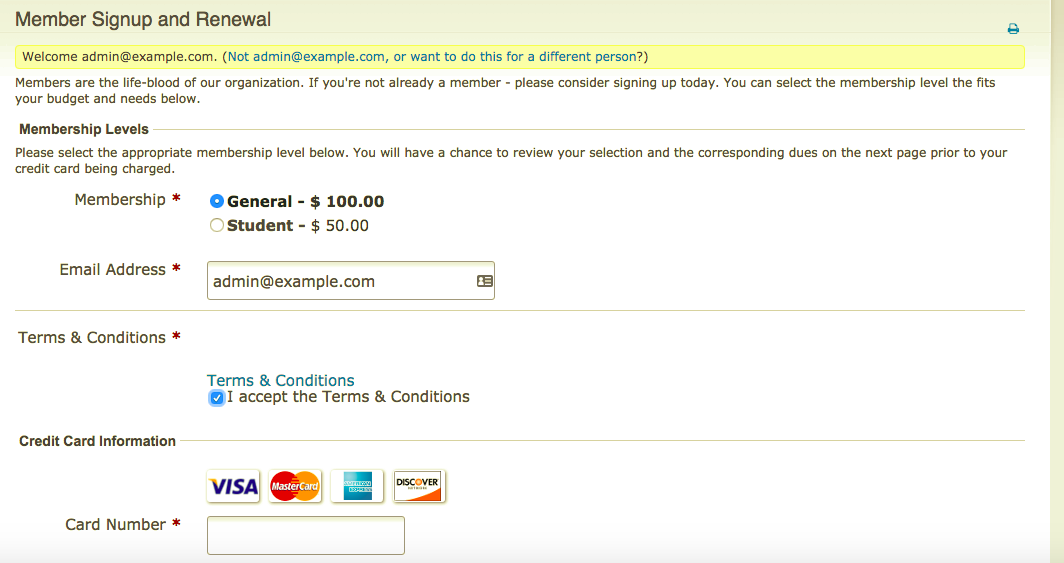 Member Signup and Renewal
Welcome admin@example.com. (Not admin@example.com, or want to do this for a different person?)
Members are the life-blood of our organization. If you're not already a member - please consider signing up today. You can select the membership level the fits
your budget and needs below.
Membership Levels
Please select the appropriate membership level below. You will have a chance to review your selection and the corresponding dues on the next page prior to your
credit card being charged.
Membership * General - $ 100.00
Student - $ 50.00
Email Address * admin@example.com
Terms & Conditions *
Terms & Conditions
I accept the Terms & Conditions
Credit Card Information
VISA MasterCard AMERICAN EXPRESS DISCOVER
Card Number *